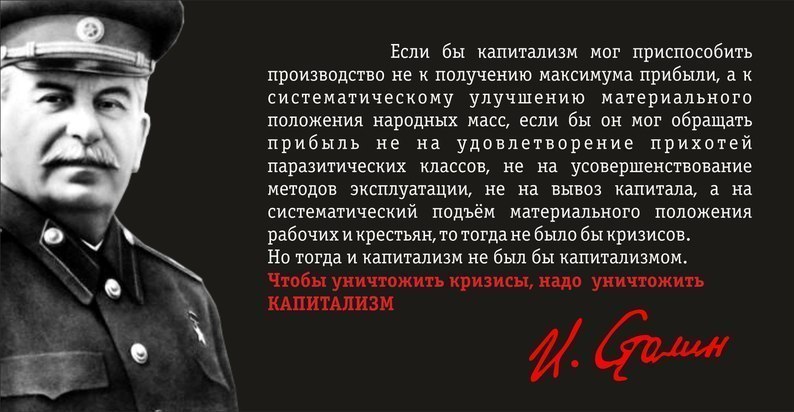 Если бы капитализм мог приспособить
производство не к получению максимума прибыли, а к
систематическому улучшению материального
положения народных масс, если бы он мог обращать
прибыль не на удовлетворение прихотей
паразитических классов, не на усовершенствование
методов эксплуатации, не на вывоз капитала, а на
систематический подъём материального положения
рабочих и крестьян, то тогда не было бы кризисов.
Но тогда и капитализм не был бы капитализмом.
Чтобы уничтожить кризисы, надо уничтожить
КАПИТАЛИЗМ
И. Сталин